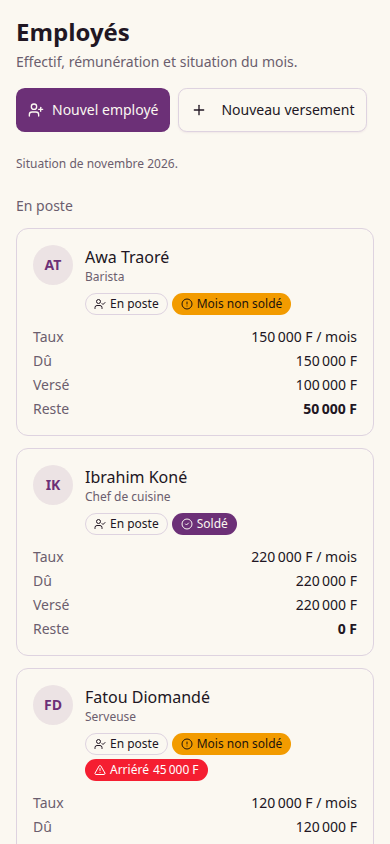 Employés
Effectif, rémunération et situation du mois.
Nouvel employé
Nouveau versement
Situation de novembre 2026.
En poste
AT
Awa Traoré
Barista
En poste
Mois non soldé
Taux 150 000 F / mois
Dû 150 000 F
Versé 100 000 F
Reste 50 000 F
IK
Ibrahim Koné
Chef de cuisine
En poste
Soldé
Taux 220 000 F / mois
Dû 220 000 F
Versé 220 000 F
Reste 0 F
FD
Fatou Diomandé
Serveuse
En poste
Mois non soldé
Arriéré 45 000 F
Taux 120 000 F / mois
Dû 120 000 F